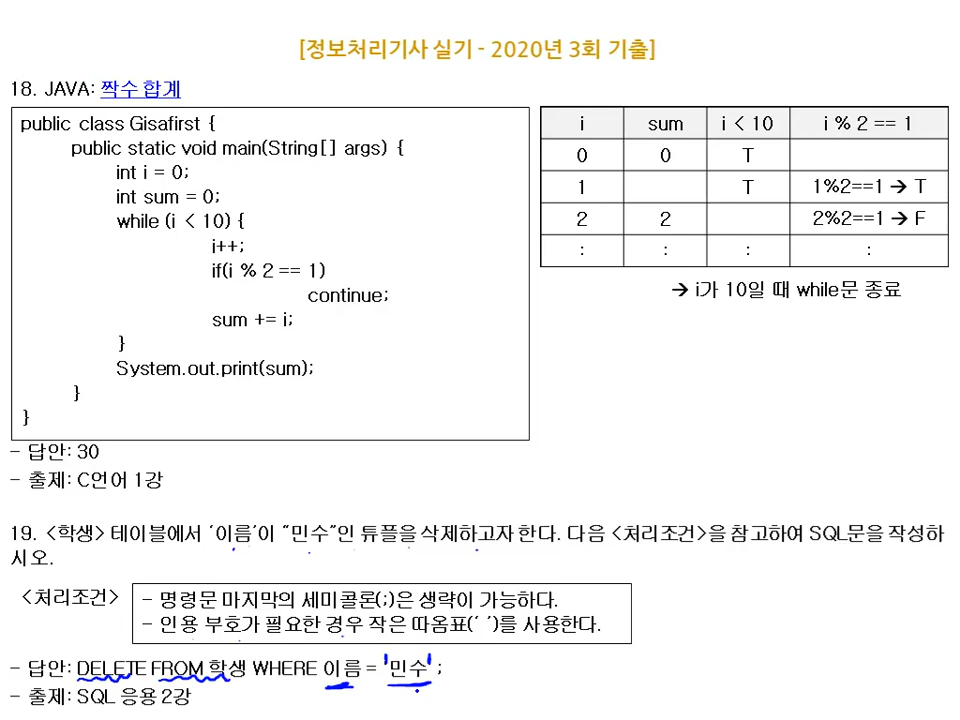 [정보처리기사 실기 - 2020년 3회 기출]
18. JAVA: 짝수 합계
public class Gisafirst {
public static void main(String[] args) {
int i = 0;
int sum = 0;
while (i < 10) {
i++;
if(i % 2 == 1)
continue;
sum += i;
}
System.out.print(sum);
}
}
i sum i < 10 i % 2 == 1
0 0 T
1 T 1%2==1 → T
2 2 2%2==1 → F
: : : :
→ i가 10일 때 while문 종료
- 답안: 30
- 출제: C언어 1강
19. <학생> 테이블에서 '이름'이 "민수"인 튜플을 삭제하고자 한다. 다음 <처리조건>을 참고하여 SQL문을 작성하
시오.
<처리조건>
- 명령문 마지막의 세미콜론(;)은 생략이 가능하다.
- 인용 부호가 필요한 경우 작은 따옴표(' ')를 사용한다.
- 답안: DELETE FROM 학생 WHERE 이름 = '민수' ;
- 출제: SQL 응용 2강